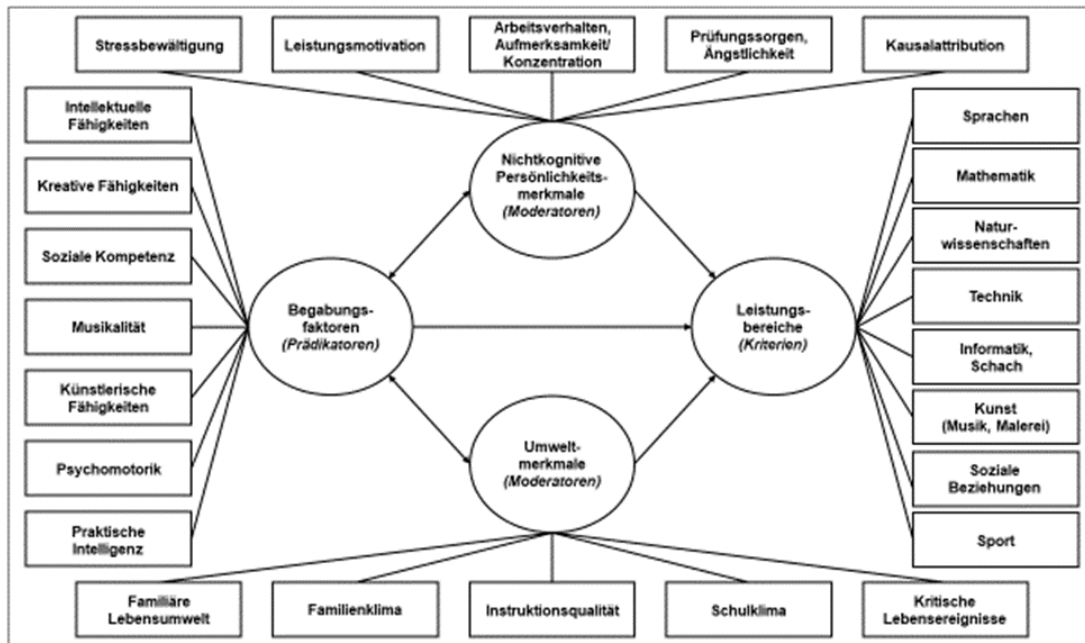 Stressbewältigung
Leistungsmotivation
Arbeitsverhalten,
Aufmerksamkeit/
Konzentration
Prüfungssorgen,
Ängstlichkeit
Kausalattribution
Intellektuelle
Fähigkeiten
Kreative Fähigkeiten
Soziale Kompetenz
Musikalität
Künstlerische
Fähigkeiten
Psychomotorik
Praktische
Intelligenz
Nichtkognitive
Persönlichkeits-
merkmale
(Moderatoren)
Begabungs-
faktoren
(Prädikatoren)
Leistungs-
bereiche
(Kriterien)
Umwelt-
merkmale
(Moderatoren)
Sprachen
Mathematik
Natur-
wissenschaften
Technik
Informatik,
Schach
Kunst
(Musik, Malerei)
Soziale
Beziehungen
Sport
Familiäre
Lebensumwelt
Familienklima
Instruktionsqualität
Schulklima
Kritische
Lebensereignisse